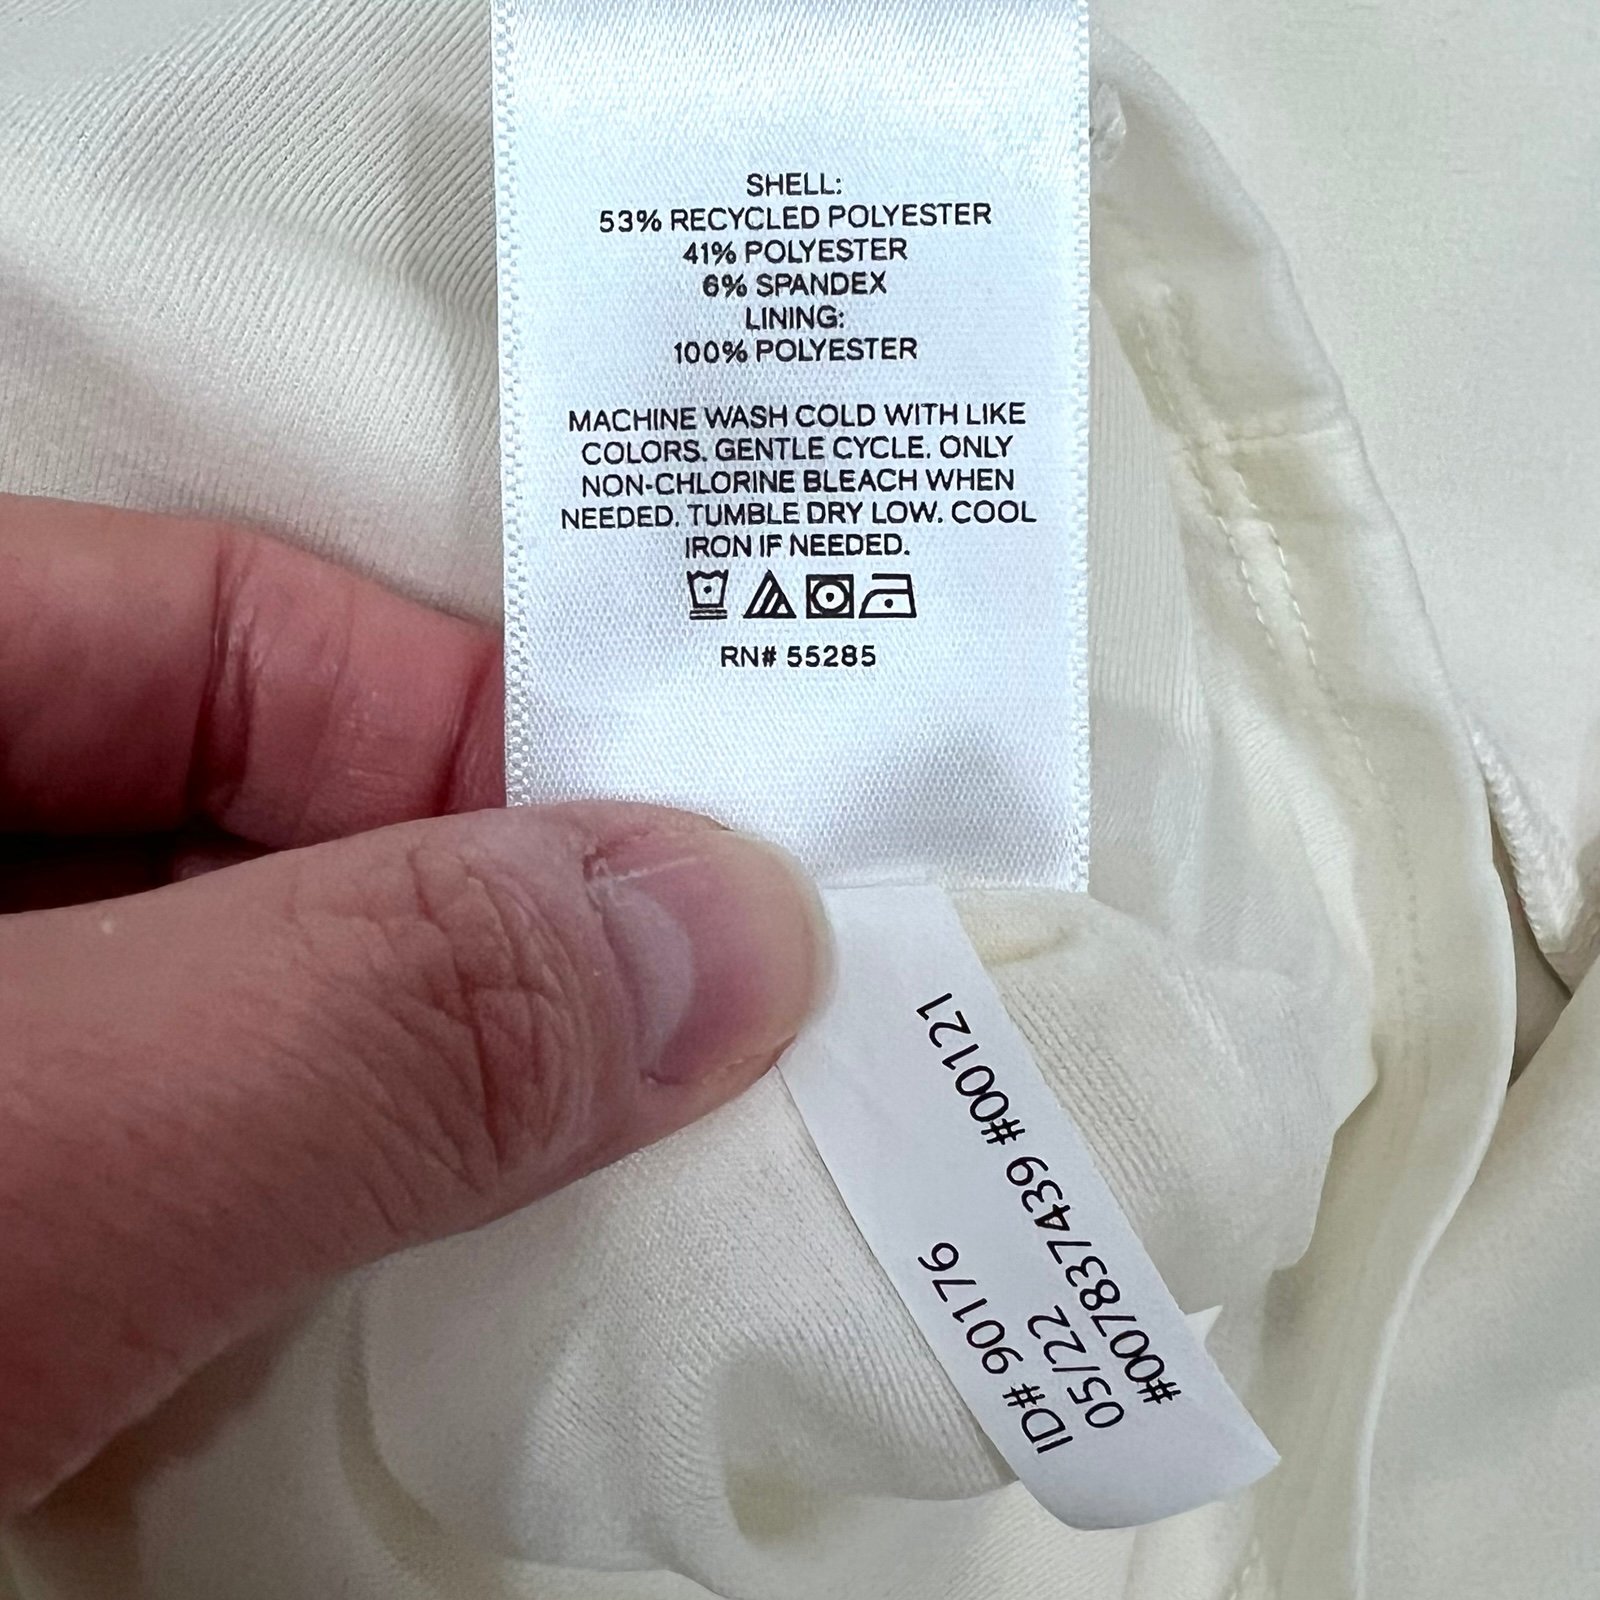 SHELL:
53% RECYCLED POLYESTER
41% POLYESTER
6% SPANDEX
LINING:
100% POLYESTER
MACHINE WASH COLD WITH LIKE
COLORS. GENTLE CYCLE. ONLY
NON-CHLORINE BLEACH WHEN
NEEDED. TUMBLE DRY LOW. COOL
IRON IF NEEDED.
RN# 55285
ID# 90176
05/22
#007837439 #00121